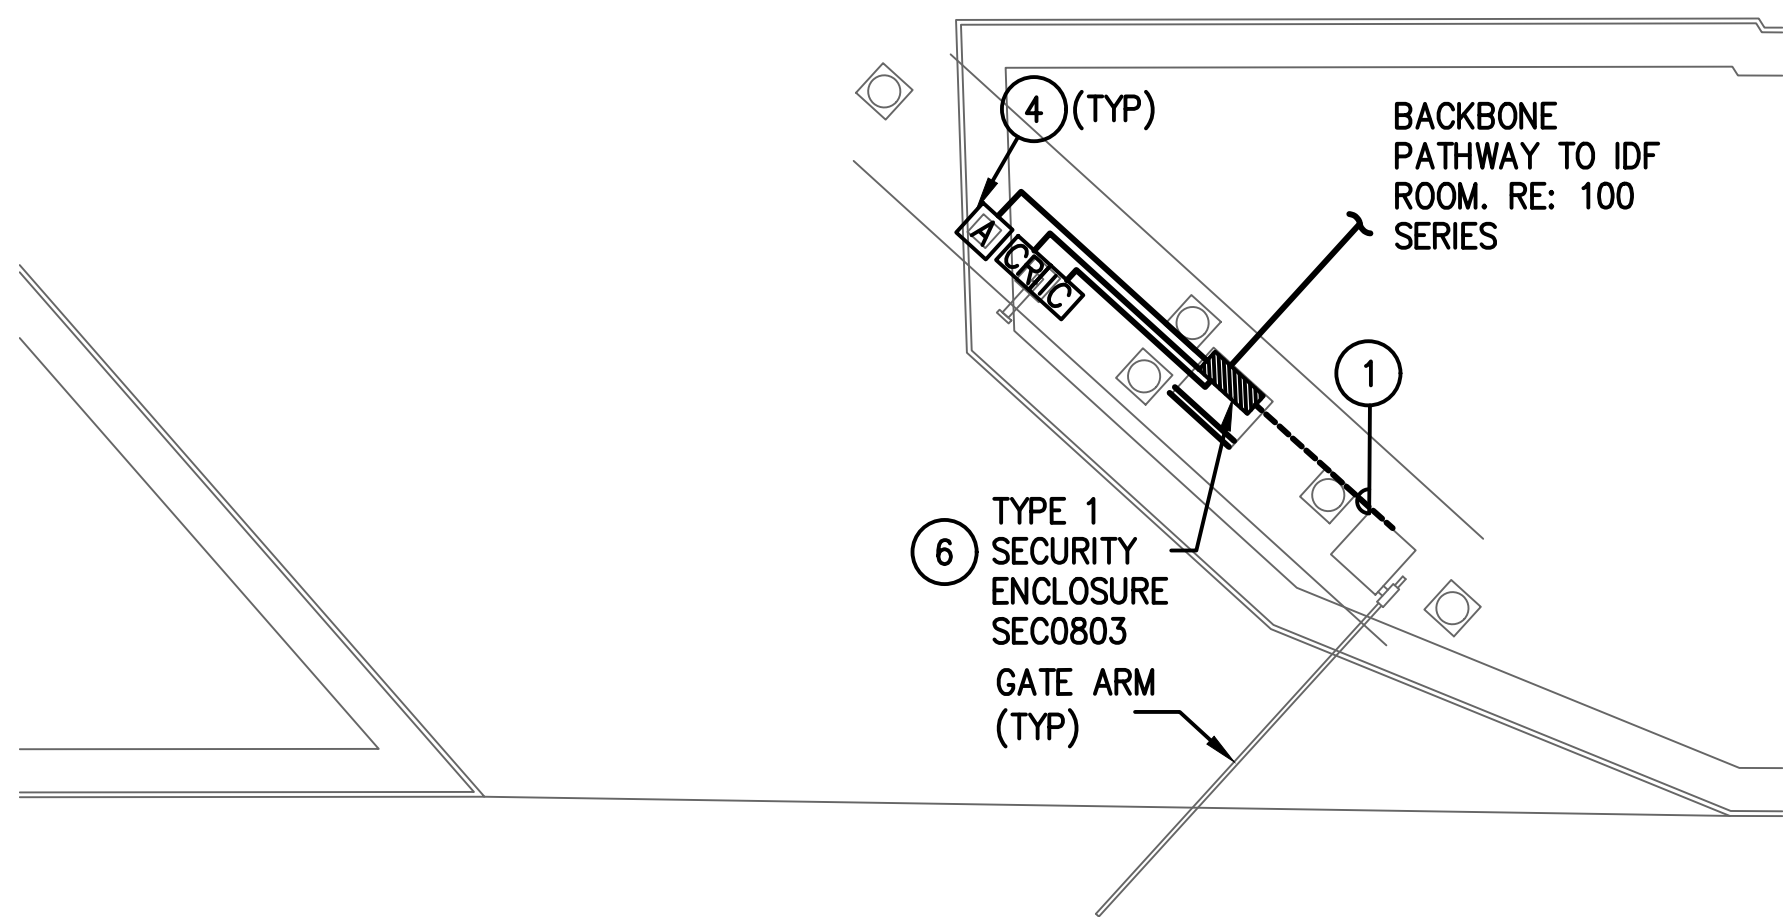 4 (TYP)
BACKBONE
PATHWAY TO IDF
ROOM. RE: 100
SERIES
A
CR
IC
1
6
TYPE 1
SECURITY
ENCLOSURE
SEC0803
GATE ARM
(TYP)